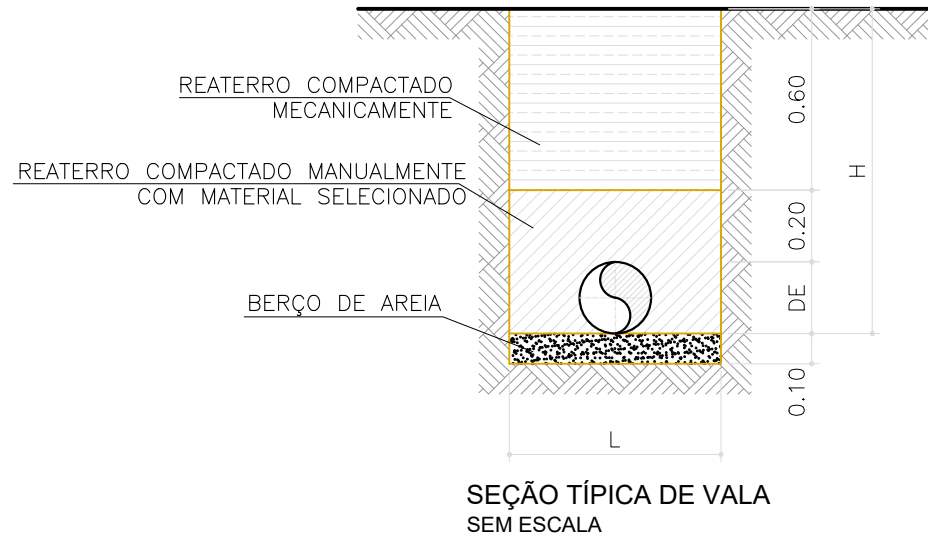 REATERRO COMPACTADO
MECANICAMENTE
REATERRO COMPACTADO MANUALMENTE
COM MATERIAL SELECIONADO
BERÇO DE AREIA
0.60
0.20
DE
0.10
H
L
SEÇÃO TÍPICA DE VALA
SEM ESCALA